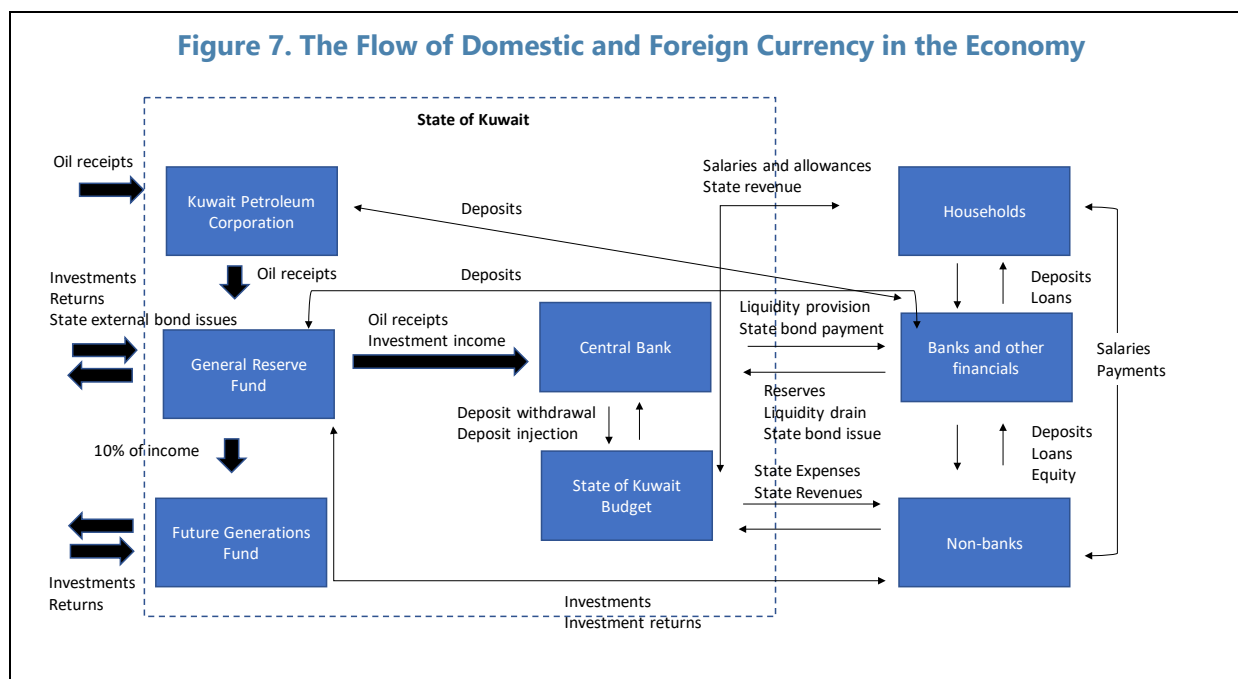 Figure 7. The Flow of Domestic and Foreign Currency in the Economy
State of Kuwait
Oil receipts
Kuwait Petroleum
Corporation
Salaries and allowances
State revenue
Households
Deposits
Oil receipts
Deposits
Investments
Returns
State external bond issues
Deposits
Loans
General Reserve
Fund
Oil receipts
Investment income
Central Bank
Liquidity provision
State bond payment
Banks and other
financials
Salaries
Payments
Reserves
Liquidity drain
State bond issue
Deposit withdrawal
Deposit injection
10% of income
Deposits
Loans
Equity
State of Kuwait
Budget
State Expenses
State Revenues
Future Generations
Fund
Non-banks
Investments
Returns
Investments
Investment returns